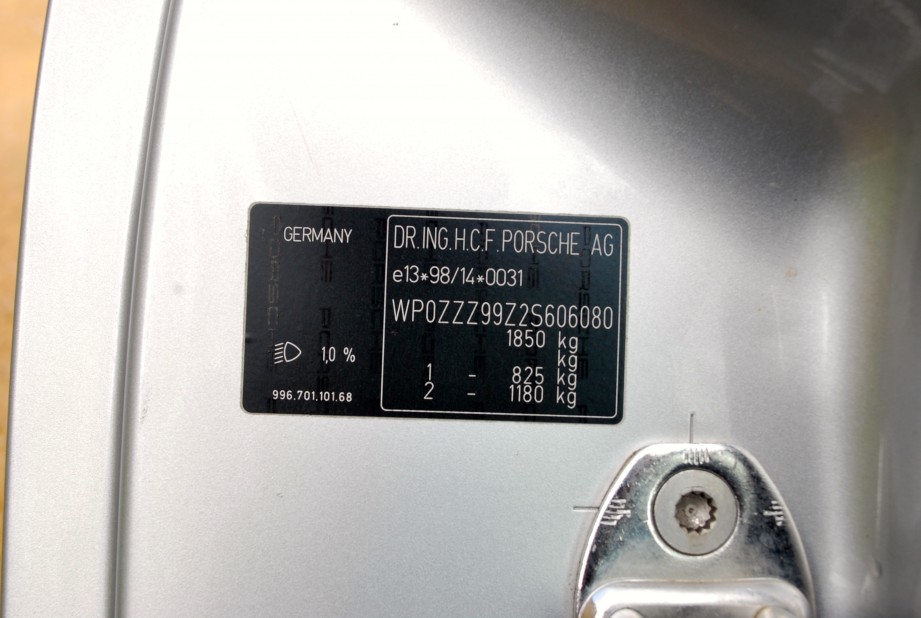 GERMANY
1,0 %
996.701.101.68
DR.ING.H.C.F.PORSCHE AG
e13*98/14*0031
WP0ZZZ99Z2S606080
1850 kg
kg
1 - 825 kg
2 - 1180 kg